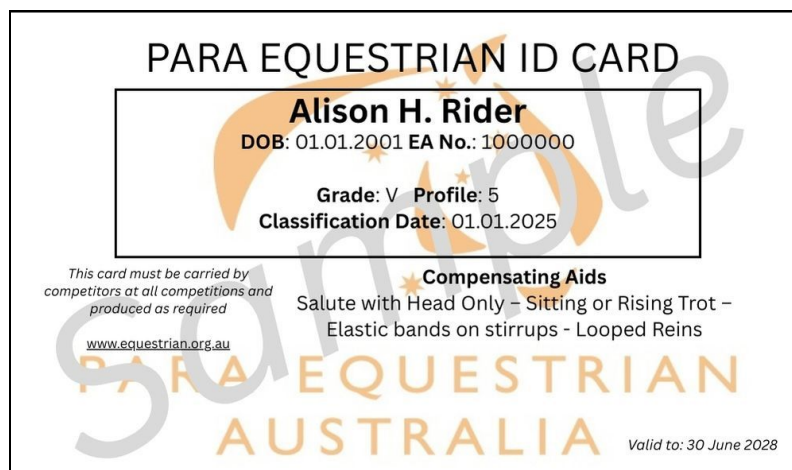 PARA EQUESTRIAN ID CARD
Alison H. Rider
DOB: 01.01.2001 EA No.: 1000000
Grade: V Profile: 5
Classification Date: 01.01.2025
This card must be carried by
competitors at all competitions and
produced as required
www.equestrian.org.au
Compensating Aids
Salute with Head Only – Sitting or Rising Trot –
Elastic bands on stirrups - Looped Reins
Sample
PARA EQUESTRIAN
AUSTRALIA
Valid to: 30 June 2028